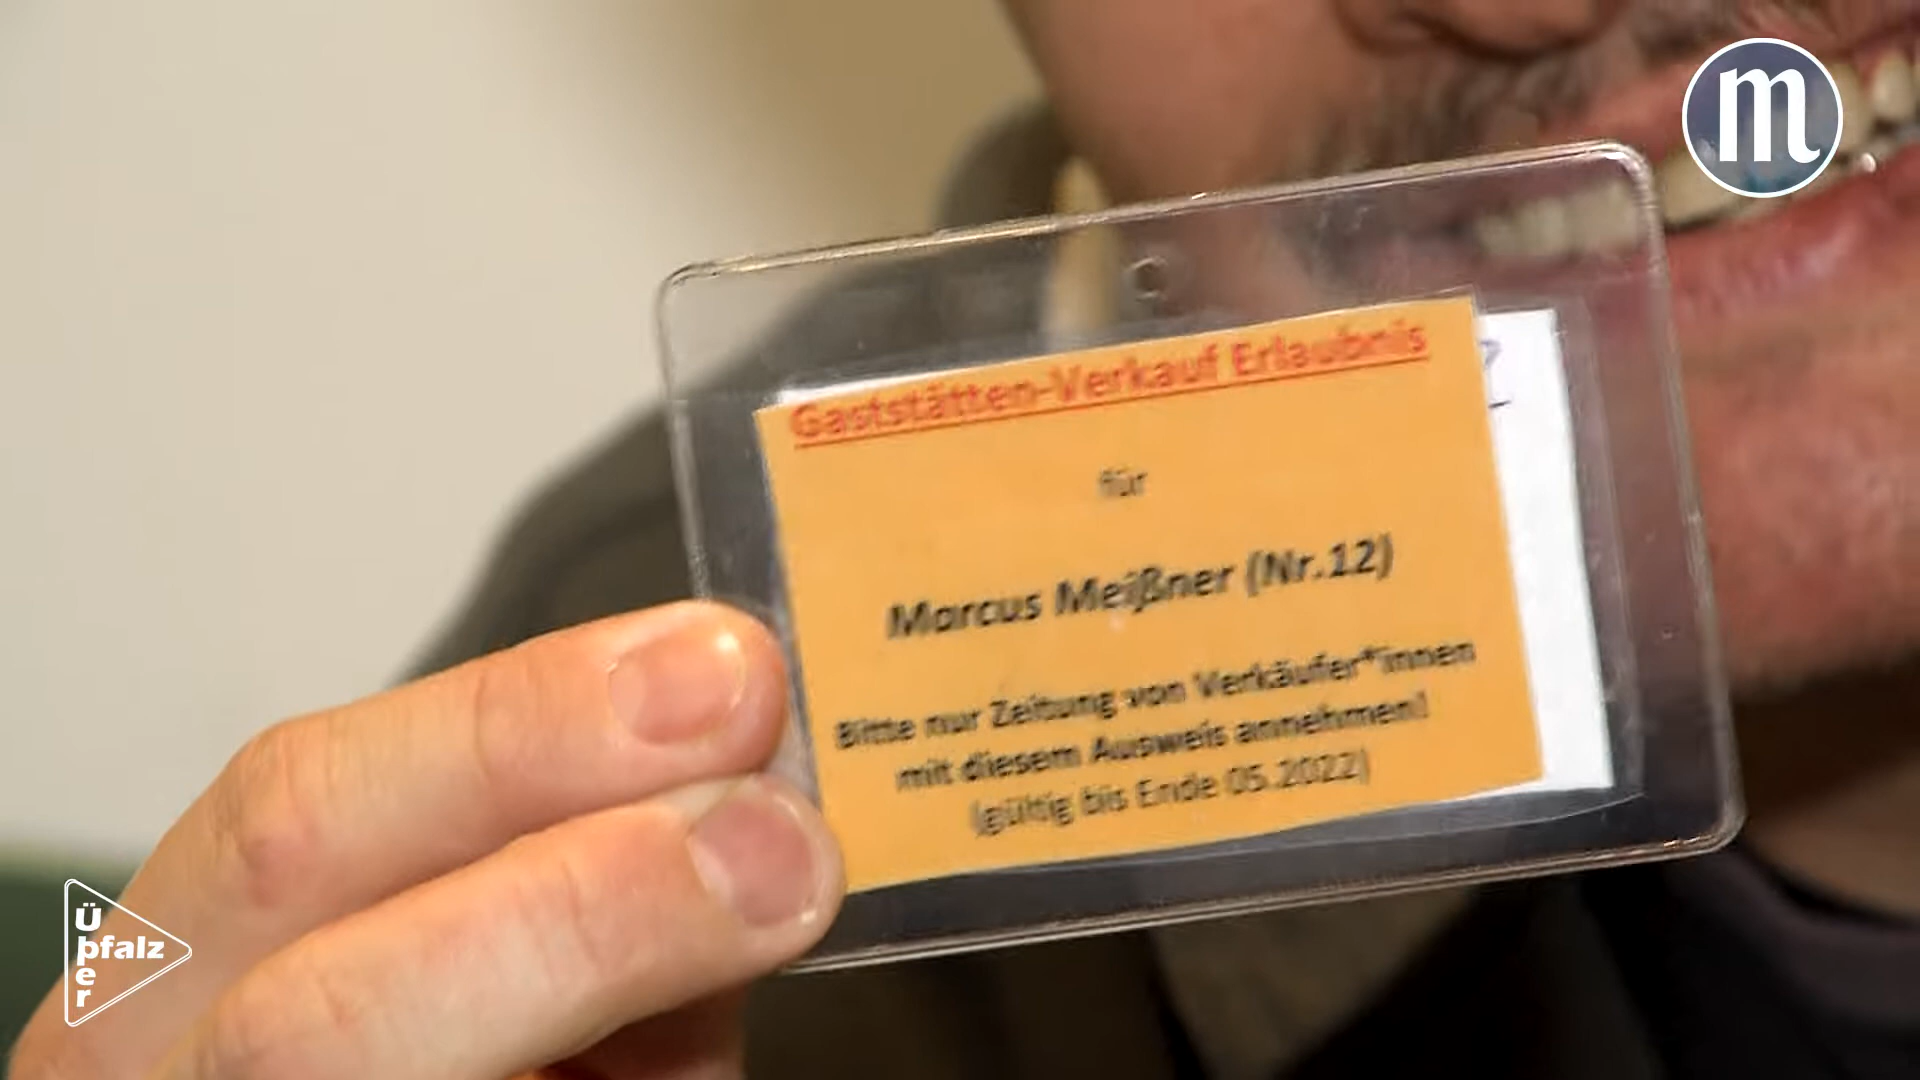 m
Gaststätten-Verkauf Erlaubnis
für
Marcus Meißner (Nr.12)
Bitte nur Zeitung von Verkäufer*innen
mit diesem Ausweis annehmen!
(gültig bis Ende 05.2022)
Über
pfalz